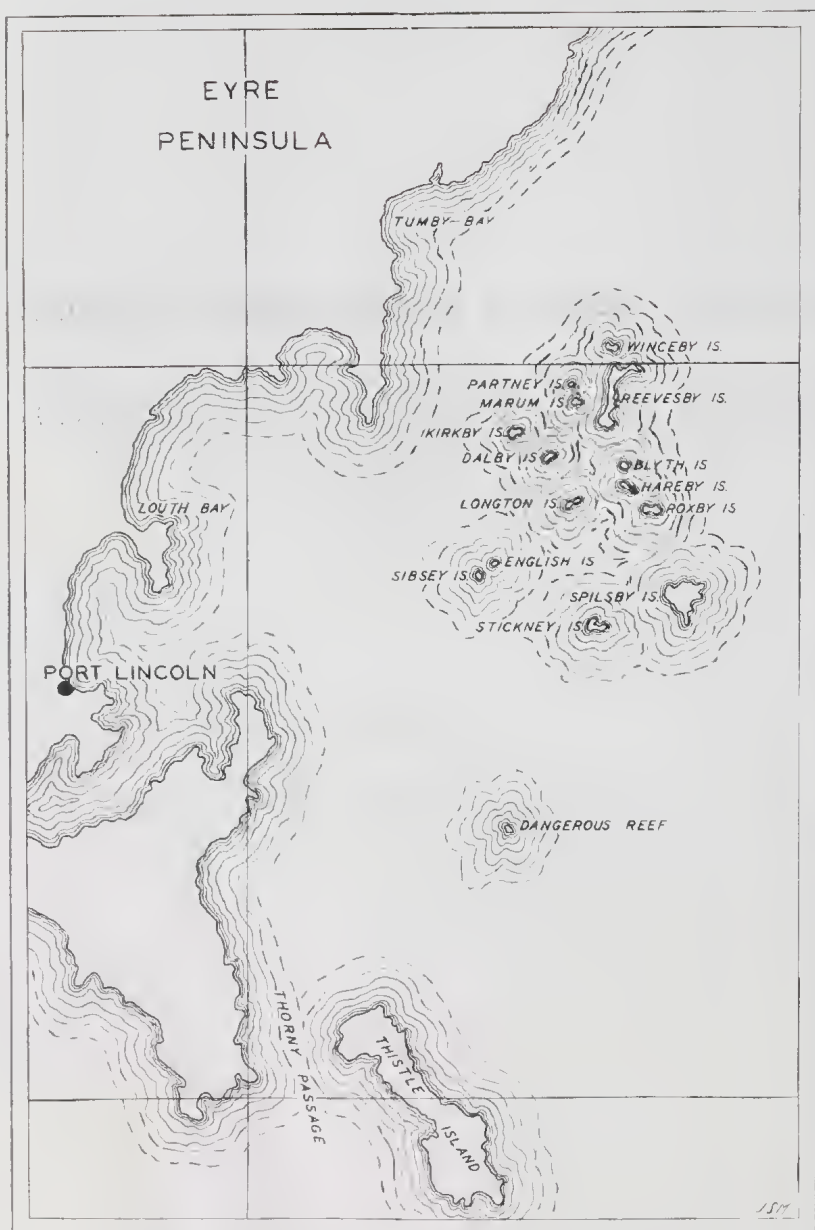 EYRE
PENINSULA
TUMBY BAY
WINCEBY IS.
PARTNEY IS.
MARUM IS.
REEVESBY IS.
KIRKBY IS.
DALBY IS
BLYTH IS
HAREBY IS.
LONGTON IS.
ROXBY IS
LOUTH BAY
ENGLISH IS
SIBSEY IS.
SPILSBY IS.
STICKNEY IS.
PORT LINCOLN
DANGEROUS REEF
THORNY PASSAGE
THISTLE
ISLAND
JSM